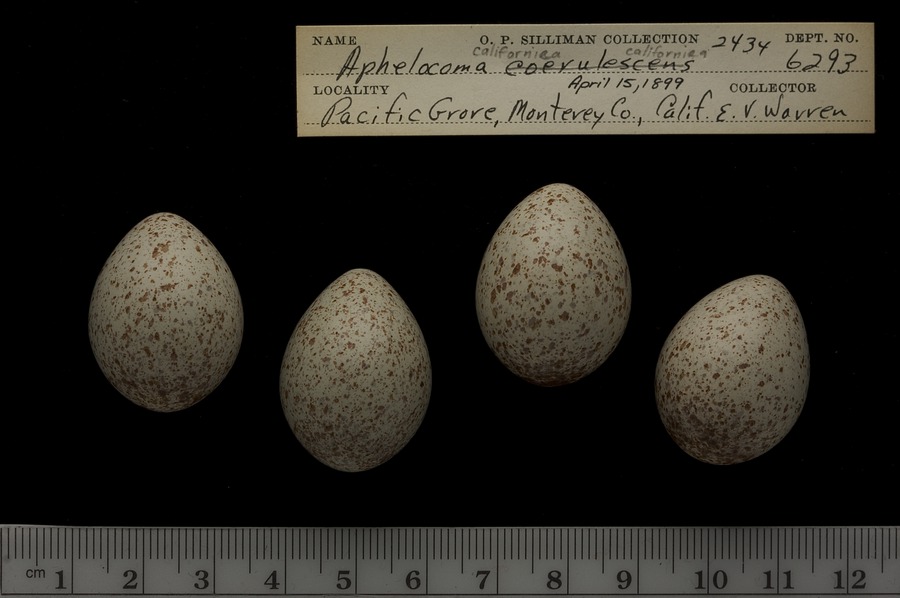 NAME O. P. SILLIMAN COLLECTION 2434 DEPT. NO.
californica californica
Aphelocoma coerulescens 6293
LOCALITY April 15, 1899 COLLECTOR
Pacific Grove, Monterey Co., Calif. E. V. Warren
cm 1 2 3 4 5 6 7 8 9 10 11 12